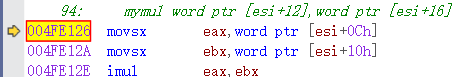 94: mymul word ptr [esi+12],word ptr [esi+16]
004FE126 movsx eax,word ptr [esi+0Ch]
004FE12A movsx ebx,word ptr [esi+10h]
004FE12E imul eax,ebx